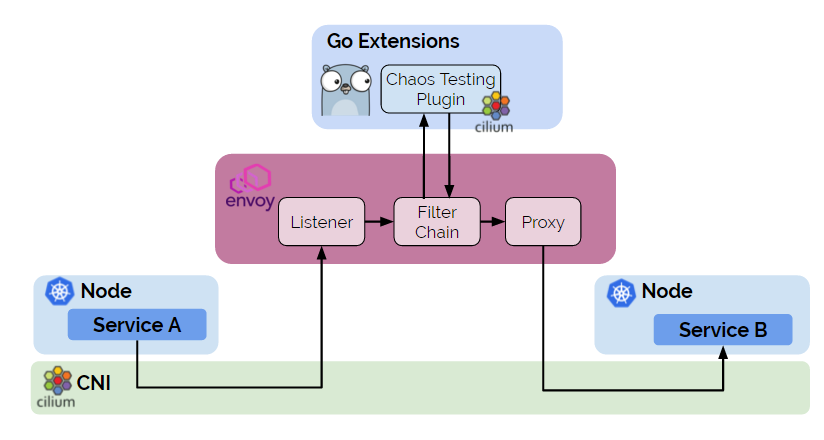 Go Extensions
Chaos Testing
Plugin
cilium
envoy
Listener
Filter
Chain
Proxy
Node
Service A
Node
Service B
CNI
cilium